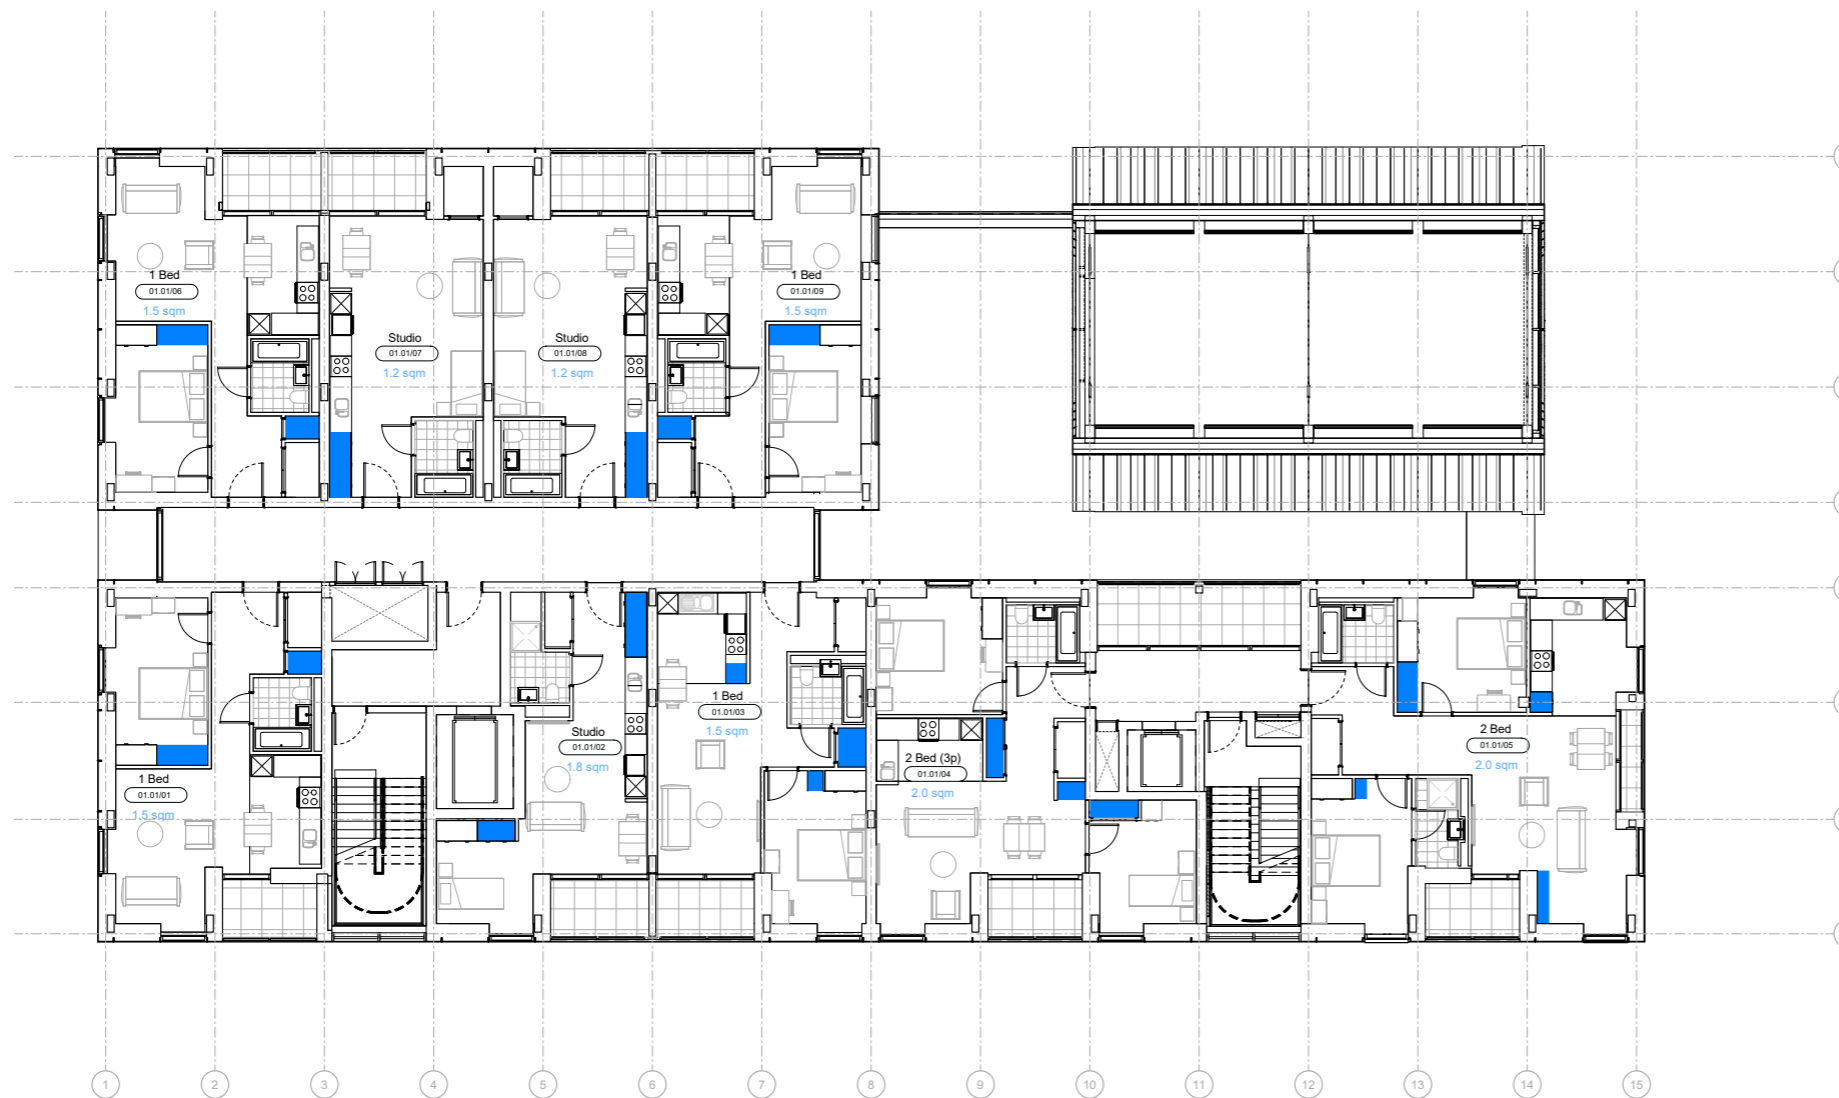 1 Bed
01.01/06
1.5 sqm
Studio
01.01/07
1.2 sqm
Studio
01.01/08
1.2 sqm
1 Bed
01.01/09
1.5 sqm
1 Bed
01.01/01
1.5 sqm
Studio
01.01/02
1.8 sqm
1 Bed
01.01/03
1.5 sqm
2 Bed (3p)
01.01/04
2.0 sqm
2 Bed
01.01/05
2.0 sqm
1 2 3 4 5 6 7 8 9 10 11 12 13 14 15